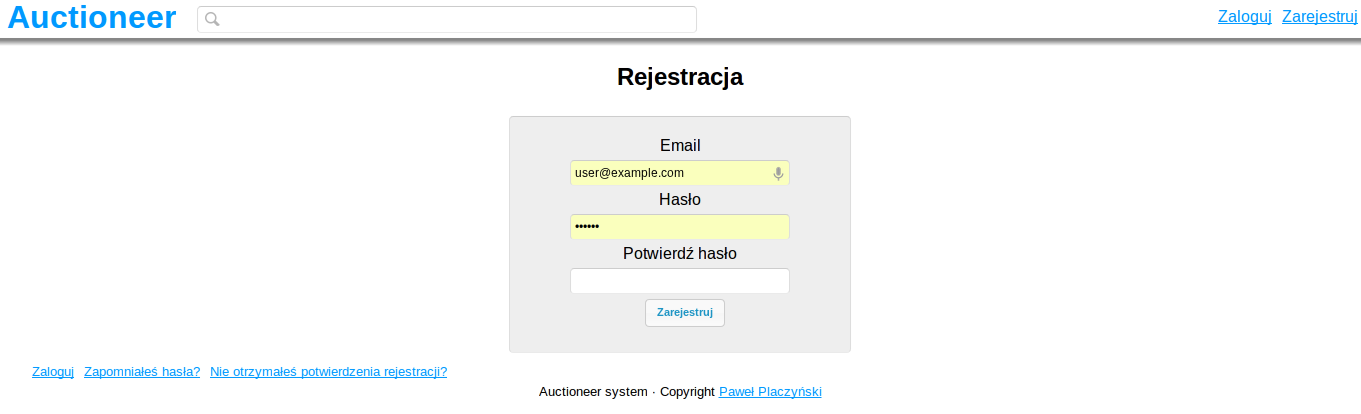 Auctioneer Zaloguj Zarejestruj
Rejestracja
Email
user@example.com
Hasło
••••••
Potwierdź hasło
Zarejestruj
Zaloguj Zapomniałeś hasła? Nie otrzymałeś potwierdzenia rejestracji?
Auctioneer system · Copyright Paweł Placzyński